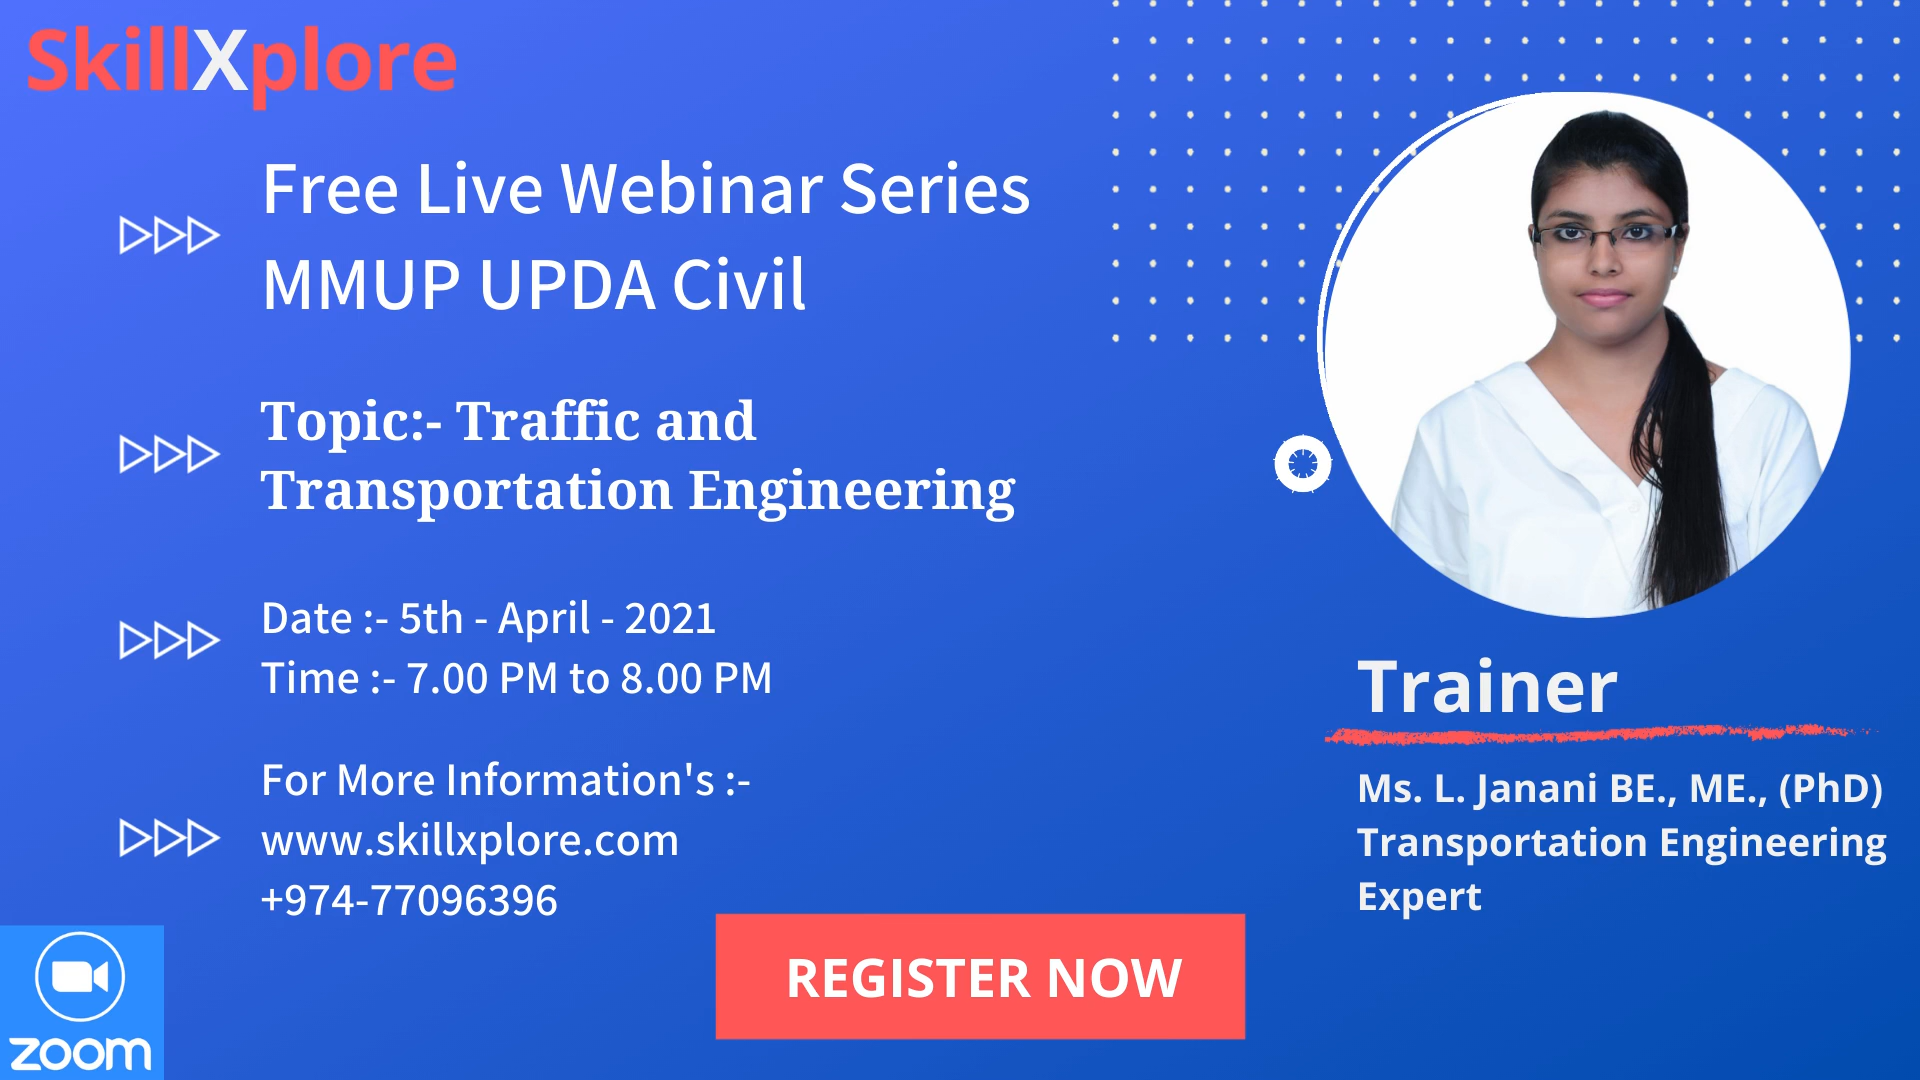 SkillXplore
Free Live Webinar Series
MMUP UPDA Civil
Topic:- Traffic and
Transportation Engineering
Date :- 5th - April - 2021
Time :- 7.00 PM to 8.00 PM
For More Information's :-
www.skillxplore.com
+974-77096396
zoom
REGISTER NOW
Trainer
Ms. L. Janani BE., ME., (PhD)
Transportation Engineering
Expert